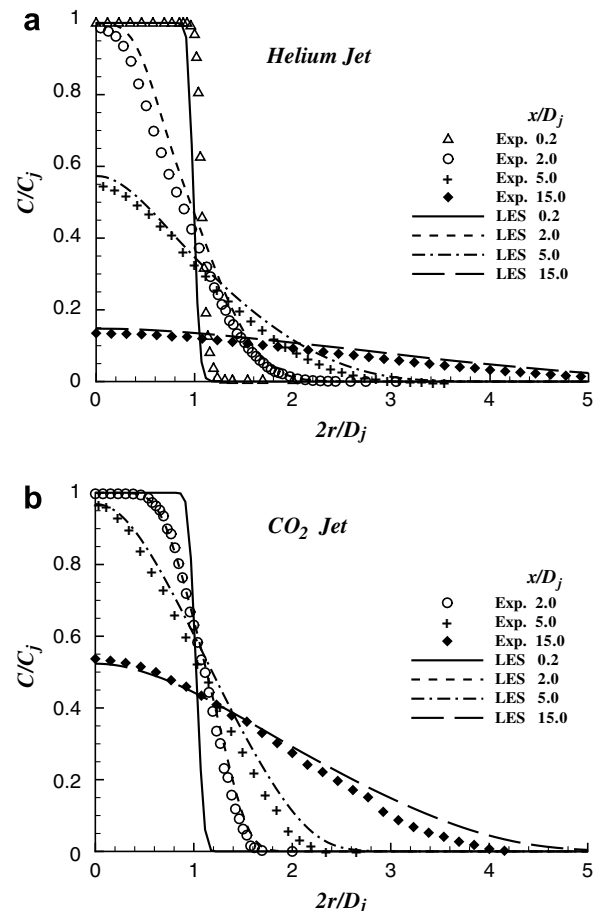 a
1
Helium Jet
0.8
x/Dj
Exp. 0.2
Exp. 2.0
0.6
Exp. 5.0
Exp. 15.0
C/Cj
LES 0.2
LES 2.0
0.4
LES 5.0
LES 15.0
0.2
0
0 1 2 3 4 5
2r/Dj
b
1
CO2 Jet
0.8
x/Dj
Exp. 2.0
Exp. 5.0
0.6
Exp. 15.0
C/Cj
LES 0.2
LES 2.0
0.4
LES 5.0
LES 15.0
0.2
0
0 1 2 3 4 5
2r/Dj